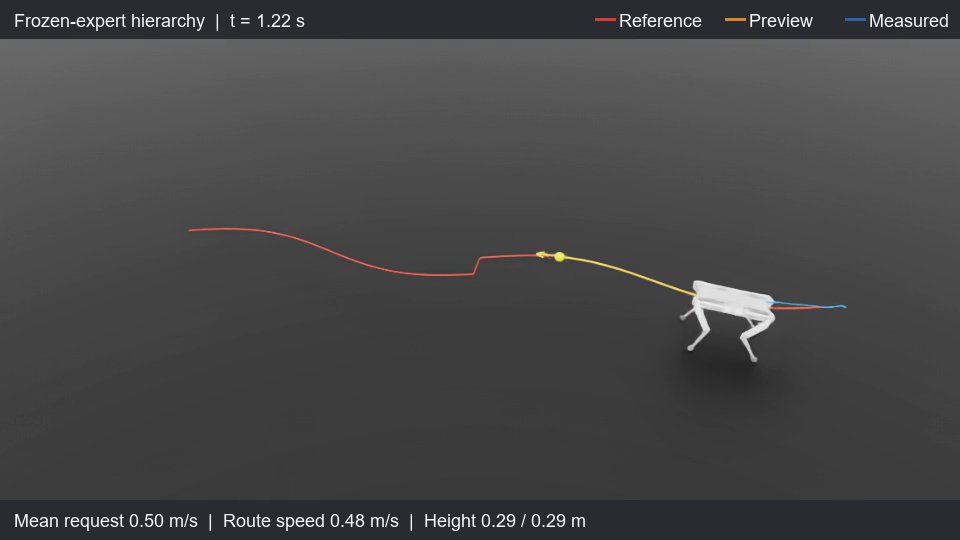 Frozen-expert hierarchy | t = 1.22 s
Reference Preview Measured
Mean request 0.50 m/s | Route speed 0.48 m/s | Height 0.29 / 0.29 m